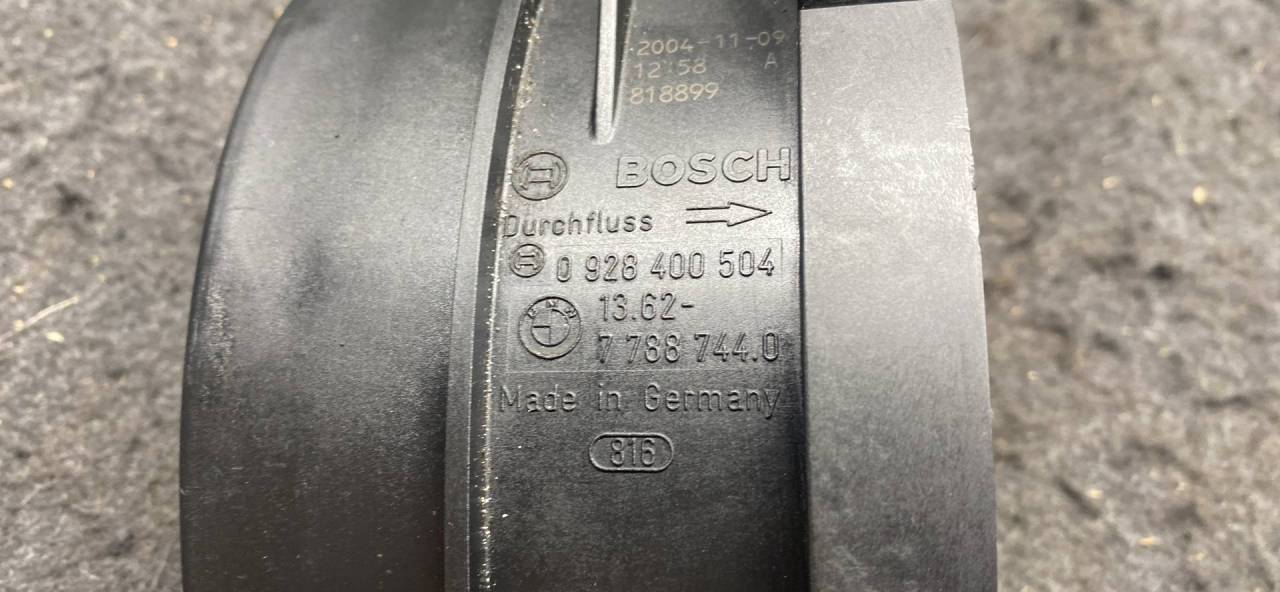 2004-11-09
12:58 A
818899
BOSCH
Durchfluss
0 928 400 504
BMW
13.62-
7 788 744.0
Made in Germany
816